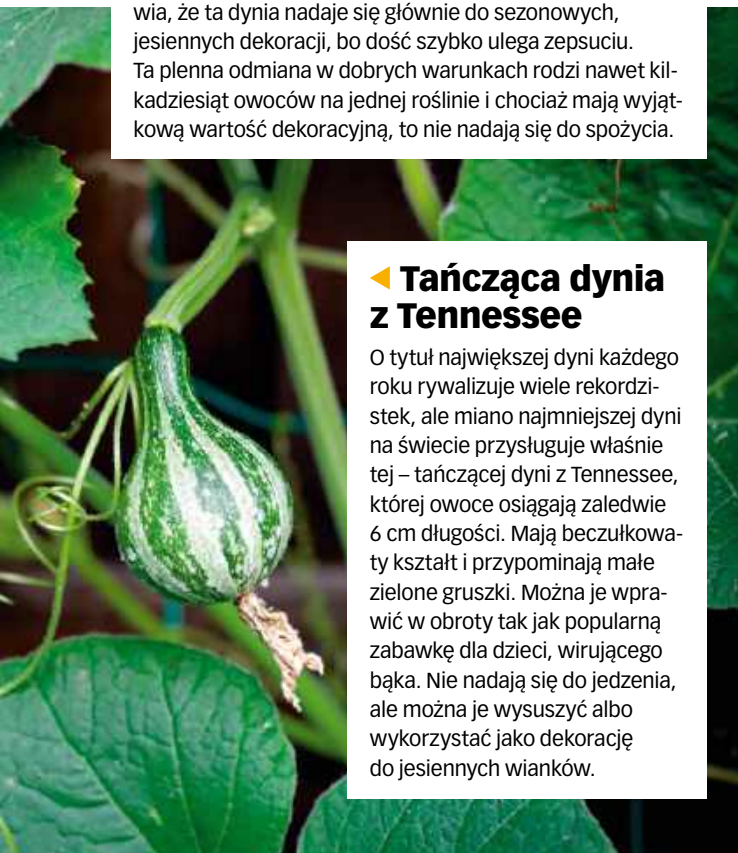 wia, że ta dynia nadaje się głównie do sezonowych,
jesiennych dekoracji, bo dość szybko ulega zepsuciu.
Ta plenna odmiana w dobrych warunkach rodzi nawet kil-
kadziesiąt owoców na jednej roślinie i chociaż mają wyjąt-
kową wartość dekoracyjną, to nie nadają się do spożycia.
Tańcząca dynia
z Tennessee
O tytuł największej dyni każdego
roku rywalizuje wiele rekordzi-
stek, ale miano najmniejszej dyni
na świecie przysługuje właśnie
tej – tańczącej dyni z Tennessee,
której owoce osiągają zaledwie
6 cm długości. Mają beczułkowa-
ty kształt i przypominają małe
zielone gruszki. Można je wpra-
wić w obroty tak jak popularną
zabawkę dla dzieci, wirującego
bąka. Nie nadają się do jedzenia,
ale można je wysuszyć albo
wykorzystać jako dekorację
do jesiennych wianków.